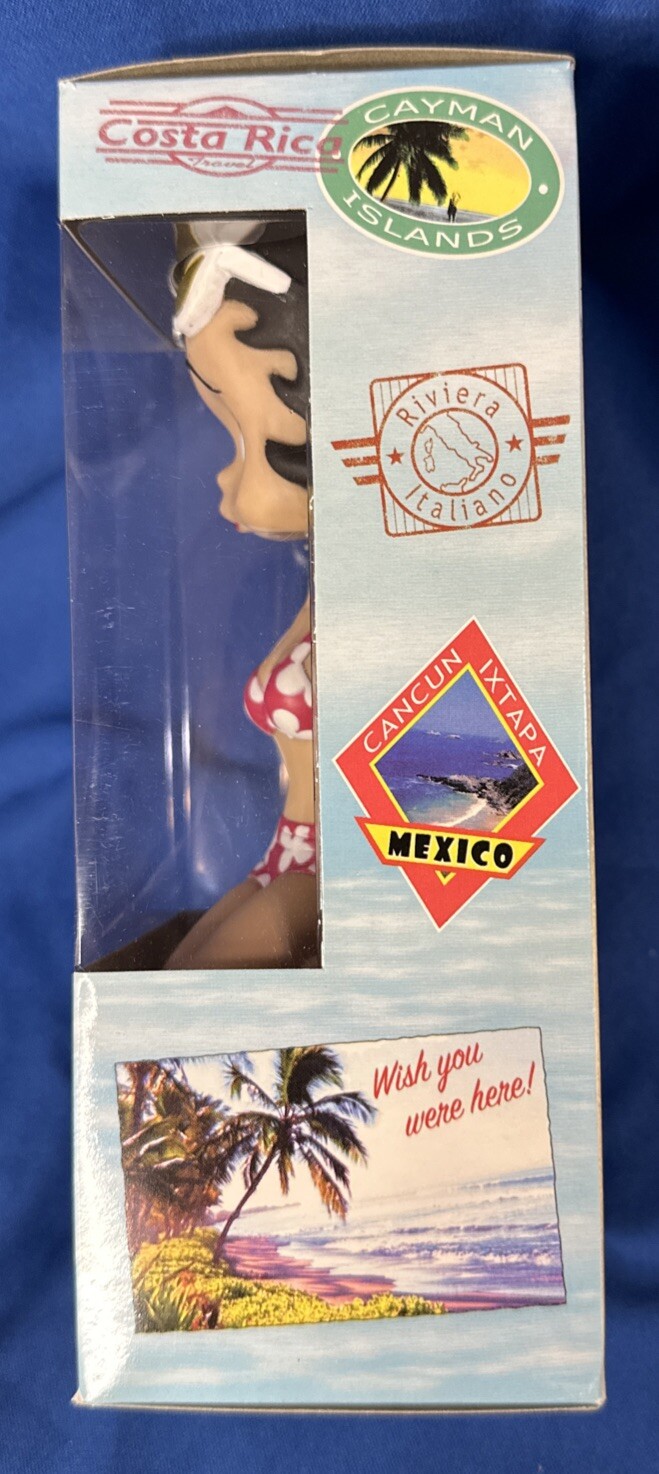 Costa Rica
Travel
CAYMAN
ISLANDS
Riviera
Italiano
CANCUN IXTAPA
MEXICO
Wish you
were here!